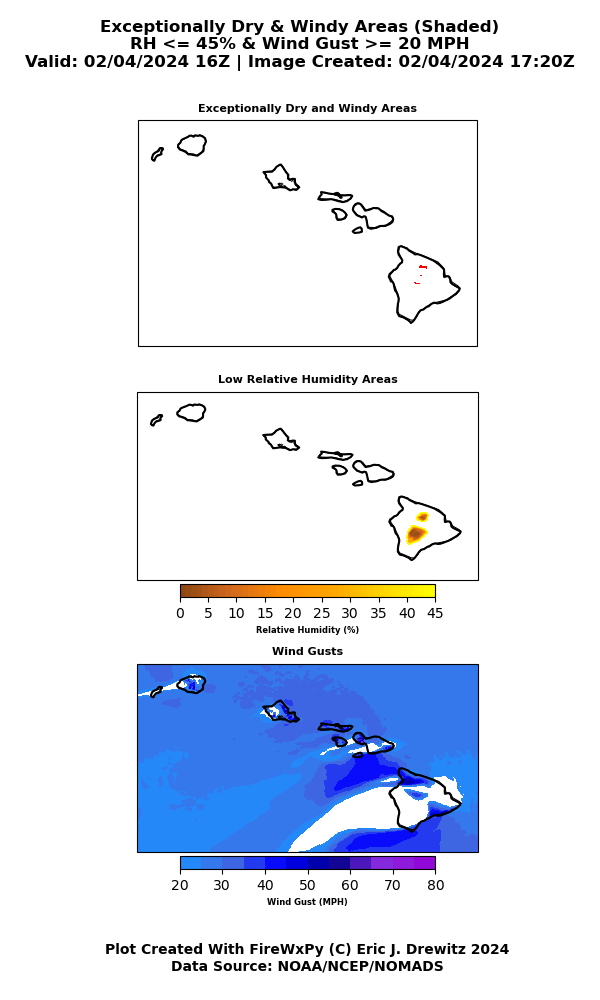 Exceptionally Dry & Windy Areas (Shaded)
RH <= 45% & Wind Gust >= 20 MPH
Valid: 02/04/2024 16Z | Image Created: 02/04/2024 17:20Z
Exceptionally Dry and Windy Areas
Low Relative Humidity Areas
0 5 10 15 20 25 30 35 40 45
Relative Humidity (%)
Wind Gusts
20 30 40 50 60 70 80
Wind Gust (MPH)
Plot Created With FireWxPy (C) Eric J. Drewitz 2024
Data Source: NOAA/NCEP/NOMADS